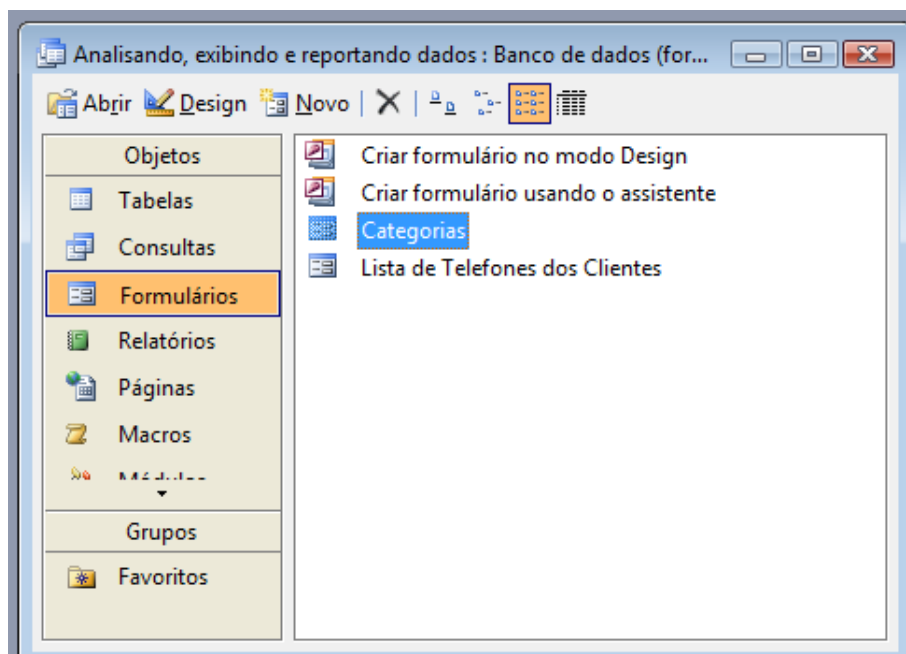 Analisando, exibindo e reportando dados : Banco de dados (for...
Abrir Design Novo
Objetos
Tabelas
Consultas
Formulários
Relatórios
Páginas
Macros
Grupos
Favoritos
Criar formulário no modo Design
Criar formulário usando o assistente
Categorias
Lista de Telefones dos Clientes